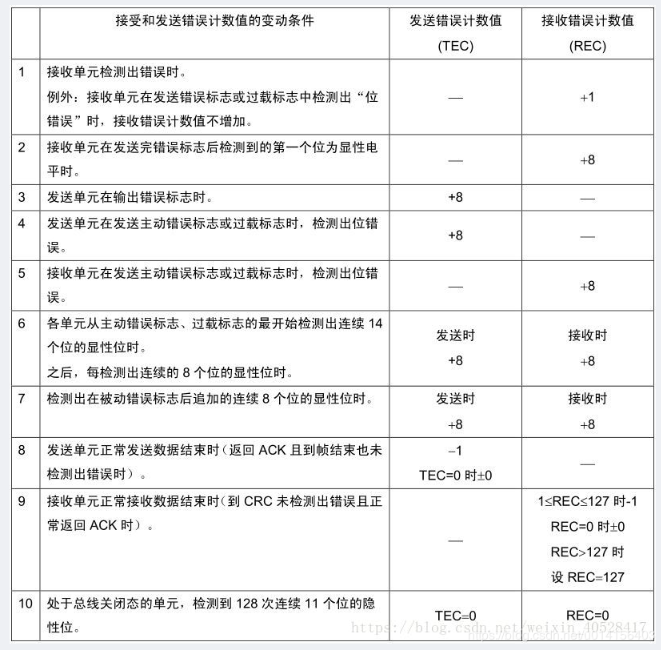 接受和发送错误计数值的变动条件
发送错误计数值
(TEC)
接收错误计数值
(REC)
1
接收单元检测出错误时。
例外：接收单元在发送错误标志或过载标志中检测出“位
错误”时，接收错误计数值不增加。
—
+1
2
接收单元在发送完错误标志后检测到的第一个位为显性电
平时。
—
+8
3
发送单元在输出错误标志时。
+8
—
4
发送单元在发送主动错误标志或过载标志时，检测出位错
误。
+8
—
5
接收单元在发送主动错误标志或过载标志时，检测出位错
误。
—
+8
6
各单元从主动错误标志、过载标志的最开始检测出连续 14
个位的显性位时。
之后，每检测出连续的 8 个位的显性位时。
发送时
+8
接收时
+8
7
检测出在被动错误标志后追加的连续 8 个位的显性位时。
发送时
+8
接收时
+8
8
发送单元正常发送数据结束时（返回 ACK 且到帧结束也未
检测出错误时）。
−1
TEC=0 时±0
—
9
接收单元正常接收数据结束时（到 CRC 未检测出错误且正
常返回 ACK 时）。
—
1≤REC≤127 时-1
REC=0 时±0
REC>127 时
设 REC=127
10
处于总线关闭态的单元，检测到 128 次连续 11 个位的隐
性位。
TEC=0
REC=0
https://blog.csdn.net/weixin_40528417